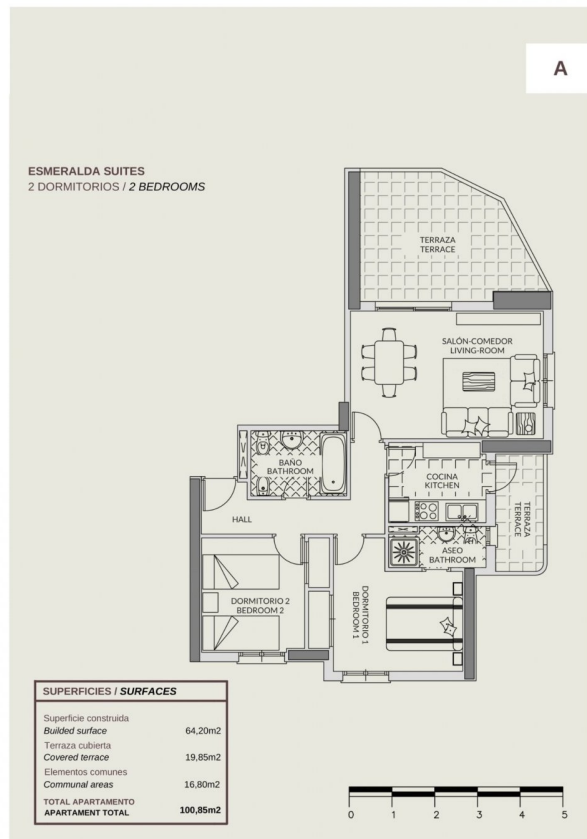 A
ESMERALDA SUITES
2 DORMITORIOS / 2 BEDROOMS
TERRAZA
TERRACE
SALÓN-COMEDOR
LIVING-ROOM
BAÑO
BATHROOM
COCINA
KITCHEN
TERRAZA
TERRACE
HALL
ASEO
BATHROOM
DORMITORIO 2
BEDROOM 2
DORMITORIO 1
BEDROOM 1
SUPERFICIES / SURFACES
Superficie construida
Builded surface 64,20m2
Terraza cubierta
Covered terrace 19,85m2
Elementos comunes
Communal areas 16,80m2
TOTAL APARTAMENTO
APARTAMENT TOTAL 100,85m2
0 1 2 3 4 5